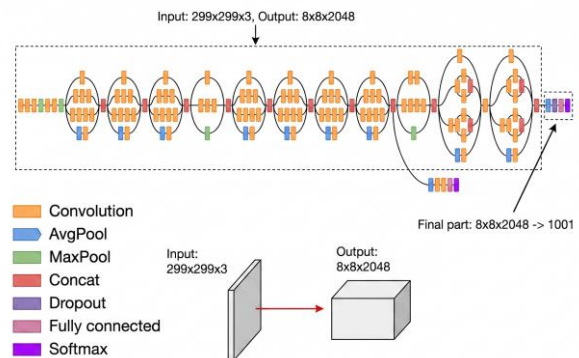 Input: 299x299x3, Output: 8x8x2048
Final part: 8x8x2048 -> 1001
Convolution
AvgPool
MaxPool
Concat
Dropout
Fully connected
Softmax
Input:
299x299x3
Output:
8x8x2048